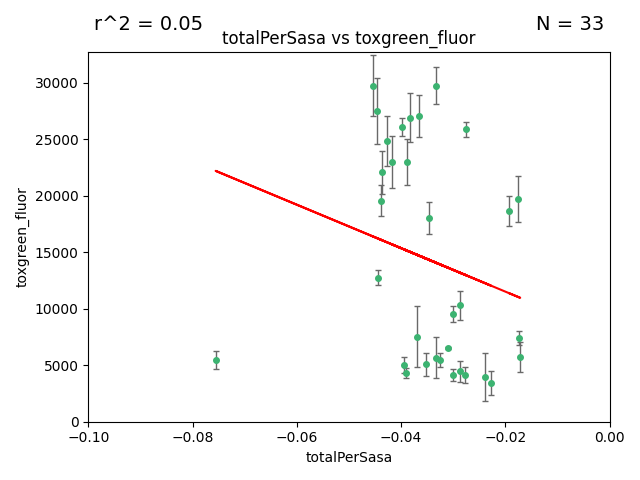 r^2 = 0.05
N = 33
totalPerSasa vs toxgreen_fluor
toxgreen_fluor
30000
25000
20000
15000
10000
5000
0
−0.10
−0.08
−0.06
−0.04
−0.02
0.00
totalPerSasa